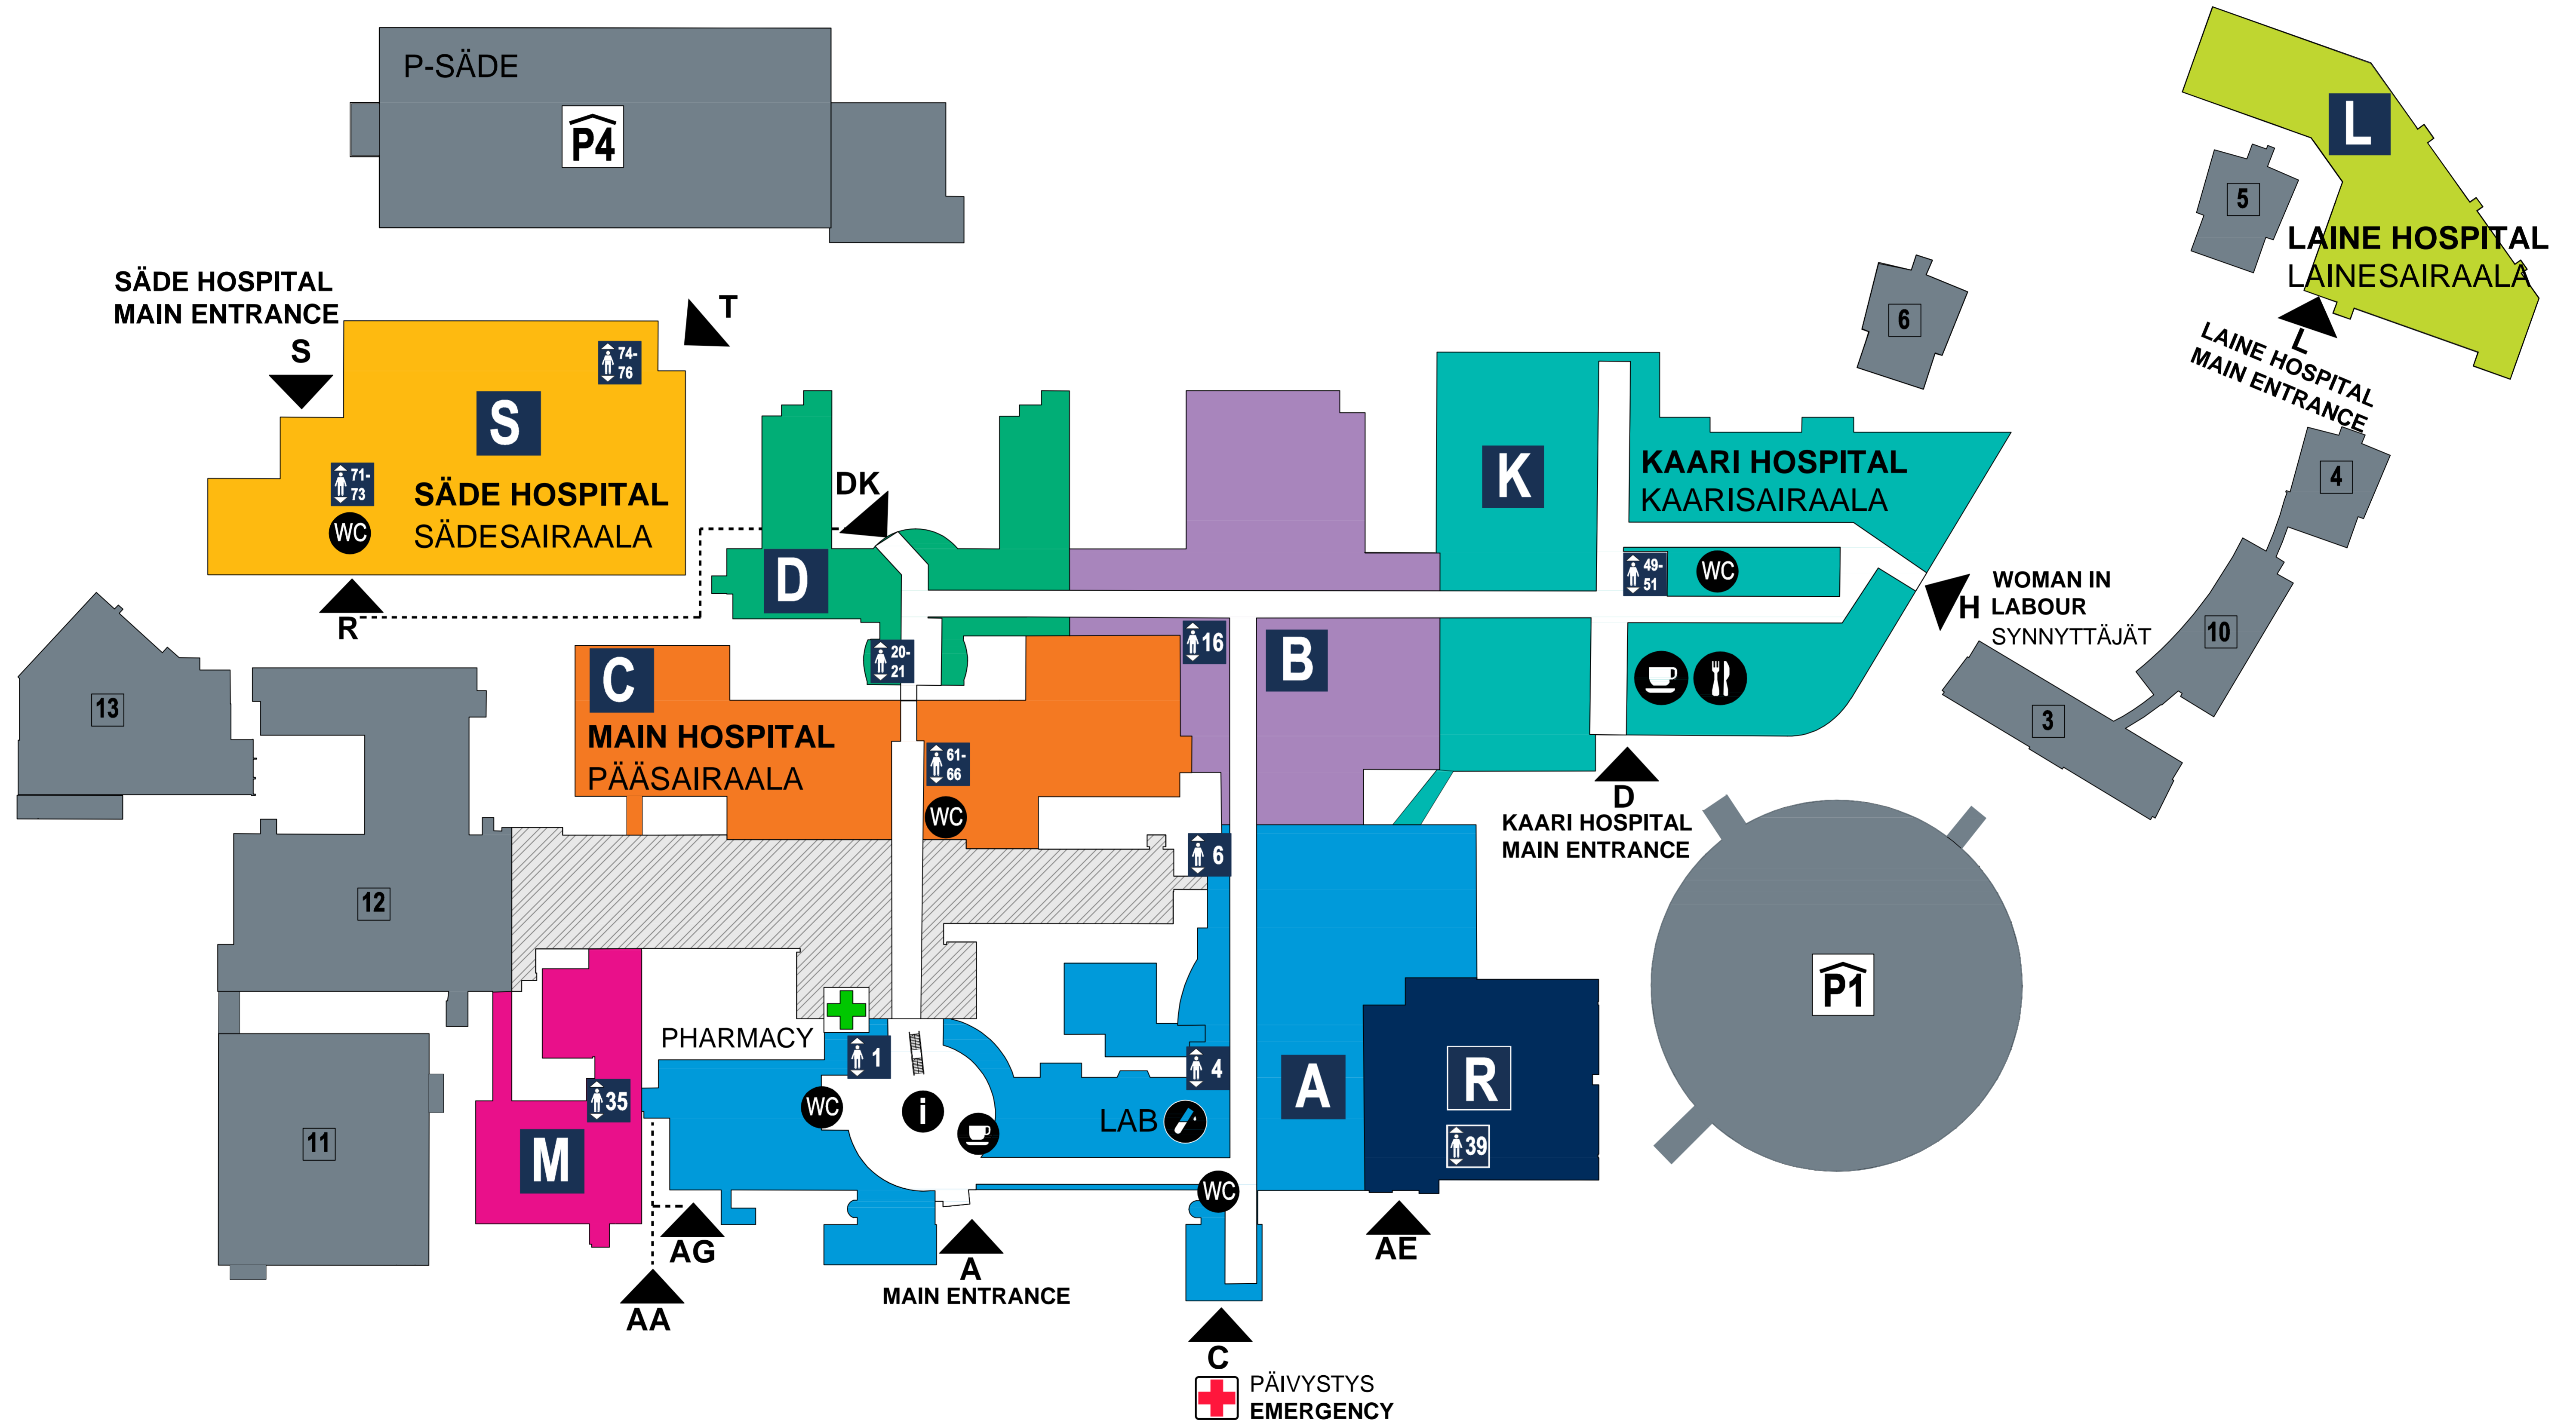 P-SÄDE
P4
SÄDE HOSPITAL
MAIN ENTRANCE
S
T
74-
76
S
71-
73
WC
SÄDE HOSPITAL
SÄDESAIRAALA
R
DK
D
20-
21
L
5
LAINE HOSPITAL
LAINESAIRAALA
L
LAINE HOSPITAL
MAIN ENTRANCE
6
4
10
3
K
KAARI HOSPITAL
KAARISAIRAALA
49-
51
WC
H
WOMAN IN
LABOUR
SYNNYTTÄJÄT
D
KAARI HOSPITAL
MAIN ENTRANCE
P1
16
B
C
MAIN HOSPITAL
PÄÄSAIRAALA
61-
66
WC
13
12
11
6
PHARMACY
1
WC
i
LAB
4
A
R
39
35
M
WC
AG
AA
A
MAIN ENTRANCE
AE
C
PÄIVYSTYS
EMERGENCY